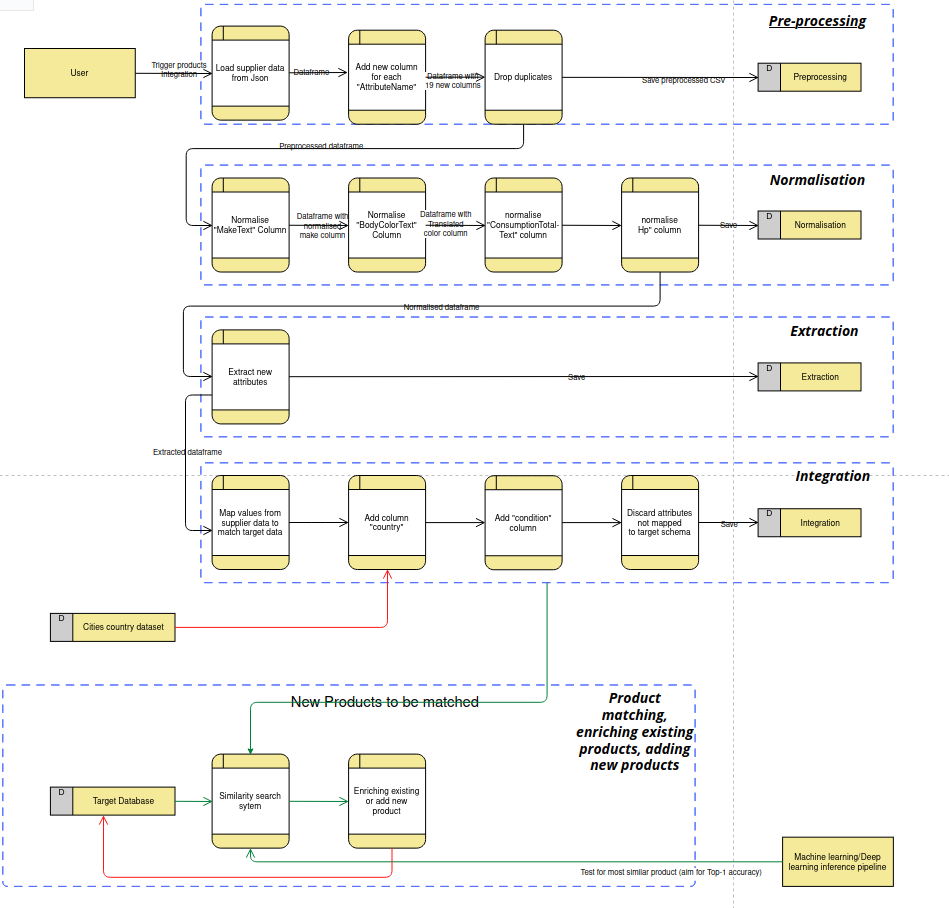 Pre-processing
User
Trigger products
Integration
Load supplier data
from Json
Dataframe
Add new column
for each
"AttributeName"
Dataframe with
19 new columns
Drop duplicates
Save preprocessed CSV
D
Preprocessing
Preprocessed dataframe
Normalisation
Normalise
"MakeText" Column
Dataframe with
normalised
make column
Normalise
"BodyColorText"
Column
Dataframe with
Translated
color column
normalise
"ConsumptionTotal-
Text" column
normalise
Hp" column
Save
D
Normalisation
Normalised dataframe
Extraction
Extract new
attributes
Save
D
Extraction
Extracted dataframe
Integration
Map values from
supplier data to
match target data
Add column
"country"
Add "condition"
column
Discard attributes
not mapped
to target schema
Save
D
Integration
D
Cities country dataset
New Products to be matched
Product
matching,
enriching existing
products, adding
new products
D
Target Database
Similarity search
sytem
Enriching existing
or add new
product
Machine learning/Deep
learning inference pipeline
Test for most similar product (aim for Top-1 accuracy)